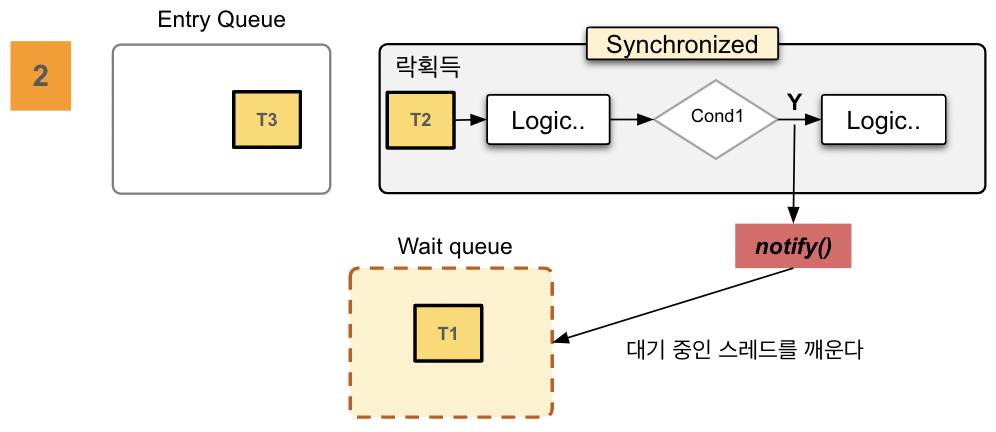 Entry Queue
2
T3
Synchronized
락획득
T2
Logic..
Cond1
Y
Logic..
notify()
Wait queue
T1
대기 중인 스레드를 깨운다